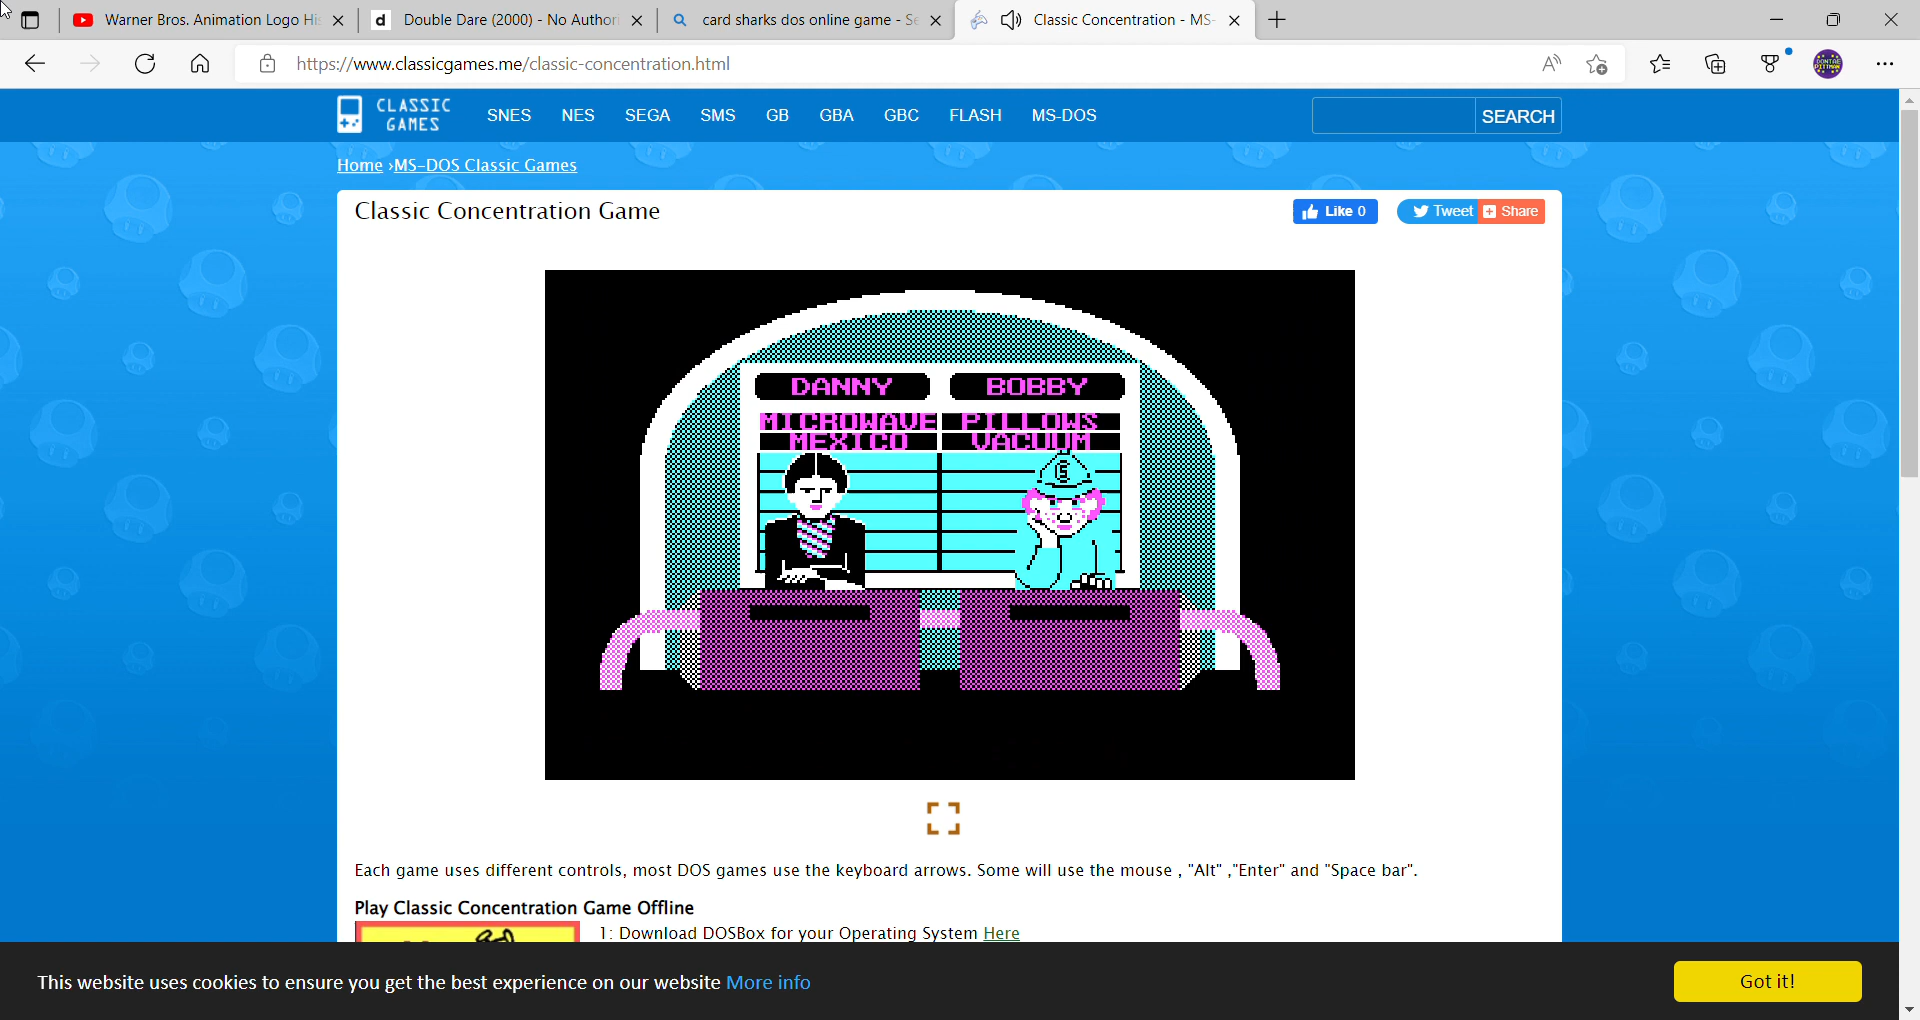 Warner Bros. Animation Logo Hi
Double Dare (2000) - No Author
card sharks dos online game - Se
Classic Concentration - MS-
https://www.classicgames.me/classic-concentration.html
CLASSIC GAMES
SNES NES SEGA SMS GB GBA GBC FLASH MS-DOS
SEARCH
Home ›MS-DOS Classic Games
Classic Concentration Game
Like 0
Tweet
Share
DANNY BOBBY
MICROWAVE PILLOWS
MEXICO VACUUM
Each game uses different controls, most DOS games use the keyboard arrows. Some will use the mouse , "Alt" ,"Enter" and "Space bar".
Play Classic Concentration Game Offline
1: Download DOSBox for your Operating System Here
This website uses cookies to ensure you get the best experience on our website More info
Got it!